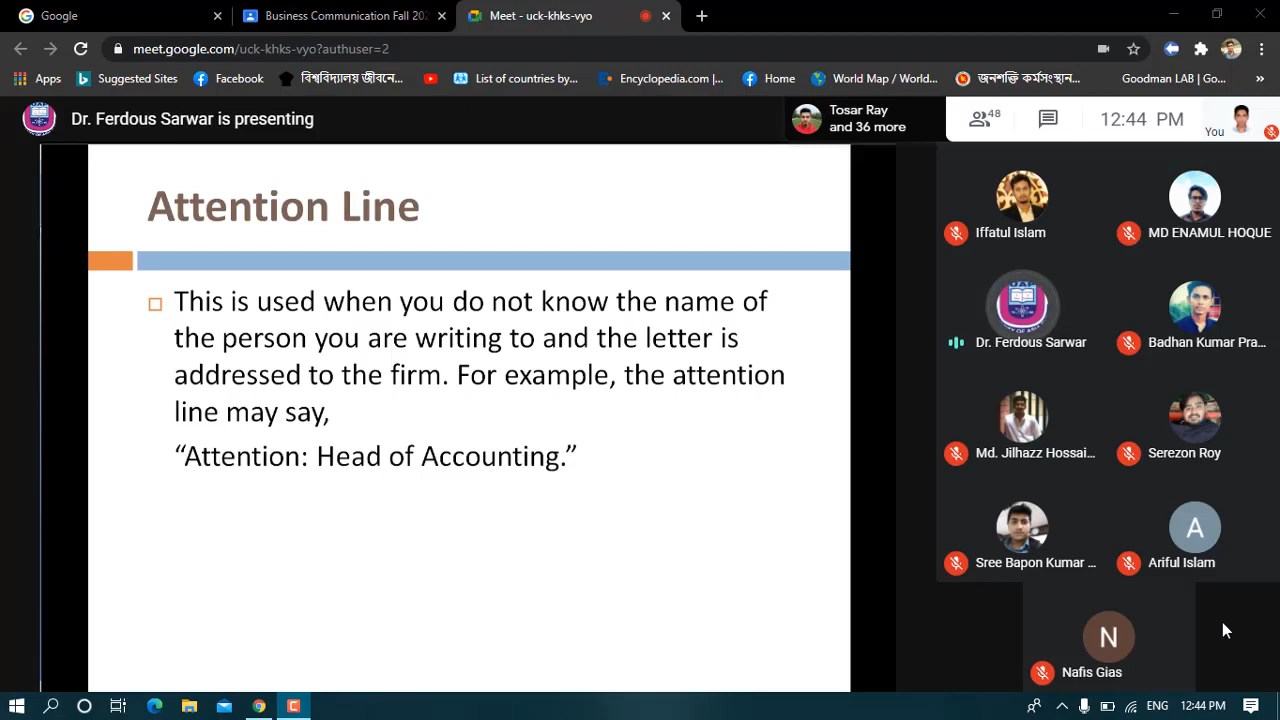 Google
Business Communication Fall 202
Meet - uck-khks-vyo
meet.google.com/uck-khks-vyo?authuser=2
Apps
Suggested Sites
Facebook
বিশ্ববিদ্যালয় জীবনে...
List of countries by...
Encyclopedia.com |...
Home
World Map / World...
জনশক্তি কর্মসংস্থান...
Goodman LAB | Go...
»
Dr. Ferdous Sarwar is presenting
Tosar Ray
and 36 more
48
12:44 PM
You
Attention Line
This is used when you do not know the name of
the person you are writing to and the letter is
addressed to the firm. For example, the attention
line may say,
“Attention: Head of Accounting.”
Iffatul Islam
MD ENAMUL HOQUE
Dr. Ferdous Sarwar
Badhan Kumar Pra...
Md. Jilhazz Hossai...
Serezon Roy
Sree Bapon Kumar ...
A
Ariful Islam
N
Nafis Gias
ENG
12:44 PM